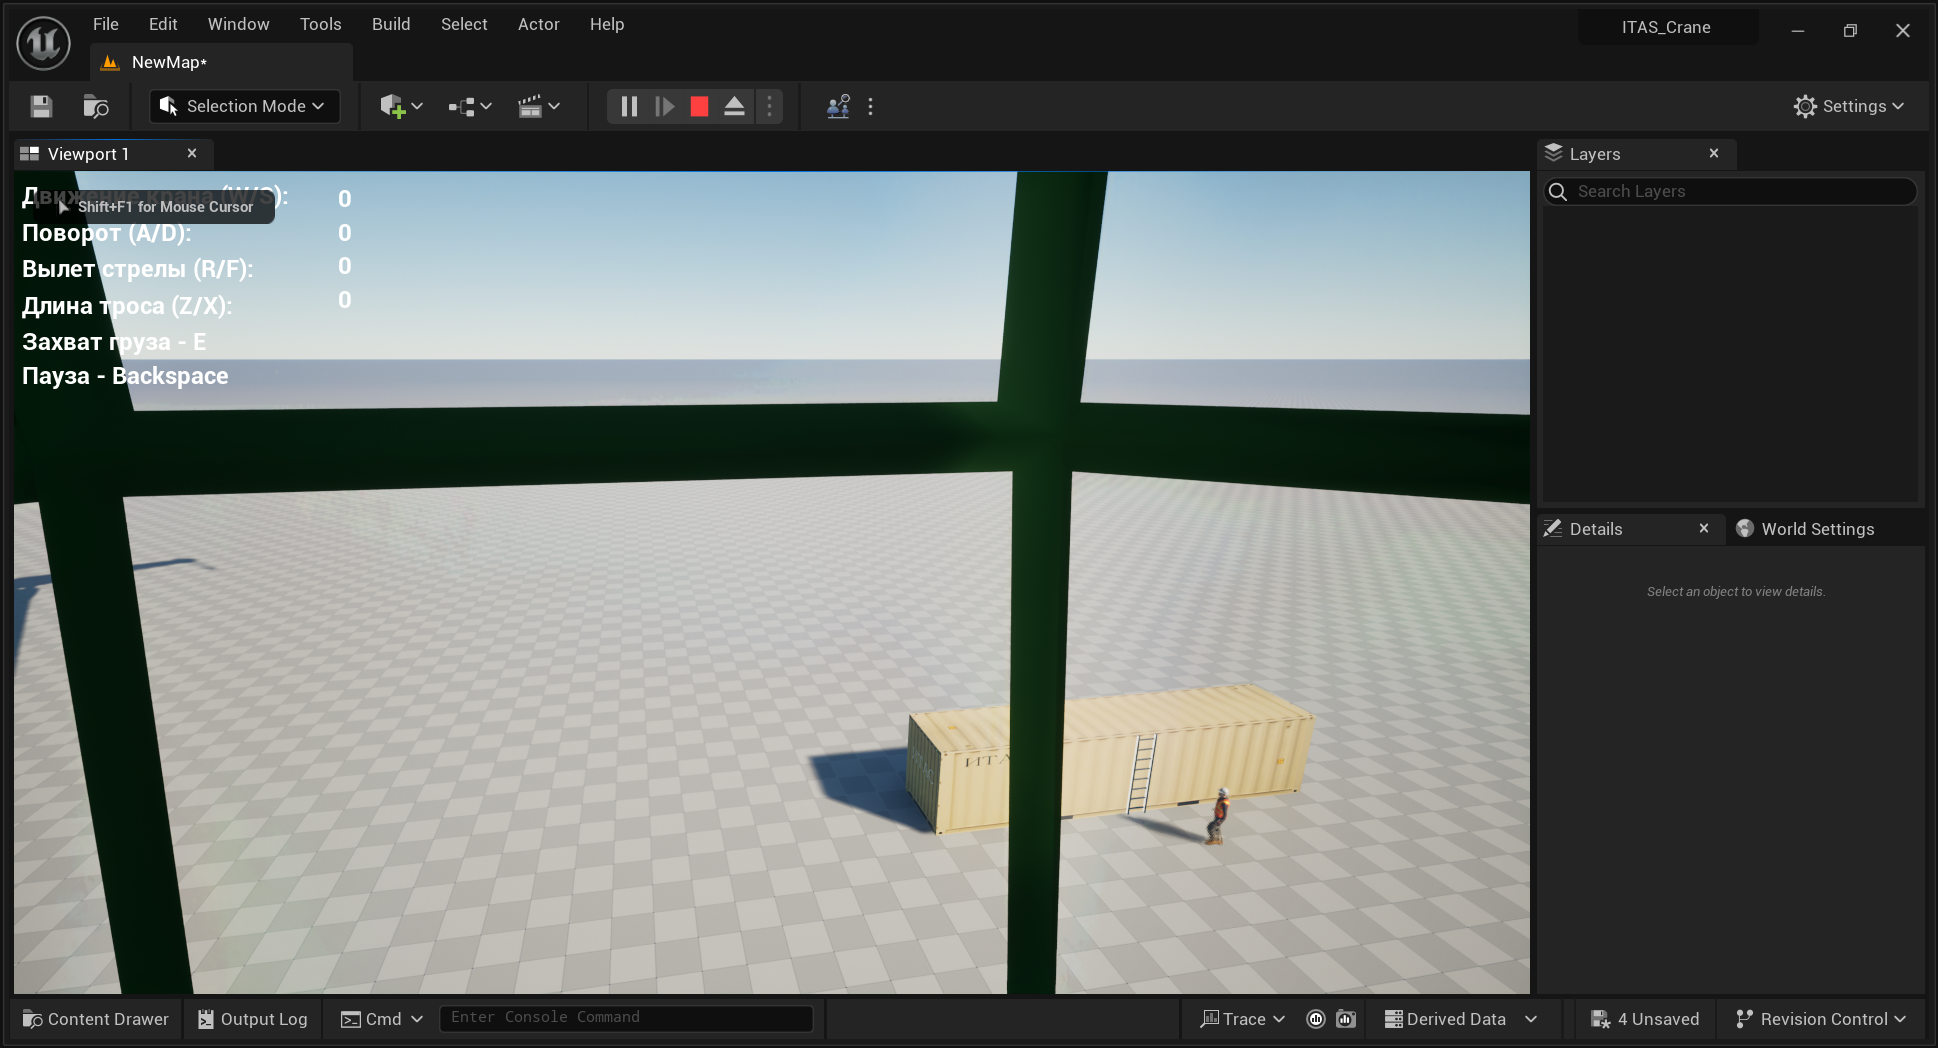 File Edit Window Tools Build Select Actor Help
ITAS_Crane
NewMap*
Selection Mode
Settings
Viewport 1
Layers
Search Layers
Движение крана (W/S): 0
Shift+F1 for Mouse Cursor
Поворот (A/D): 0
Вылет стрелы (R/F): 0
Длина троса (Z/X): 0
Захват груза - E
Пауза - Backspace
Details
World Settings
Select an object to view details.
ИТА
Content Drawer
Output Log
Cmd
Enter Console Command
Trace
Derived Data
4 Unsaved
Revision Control